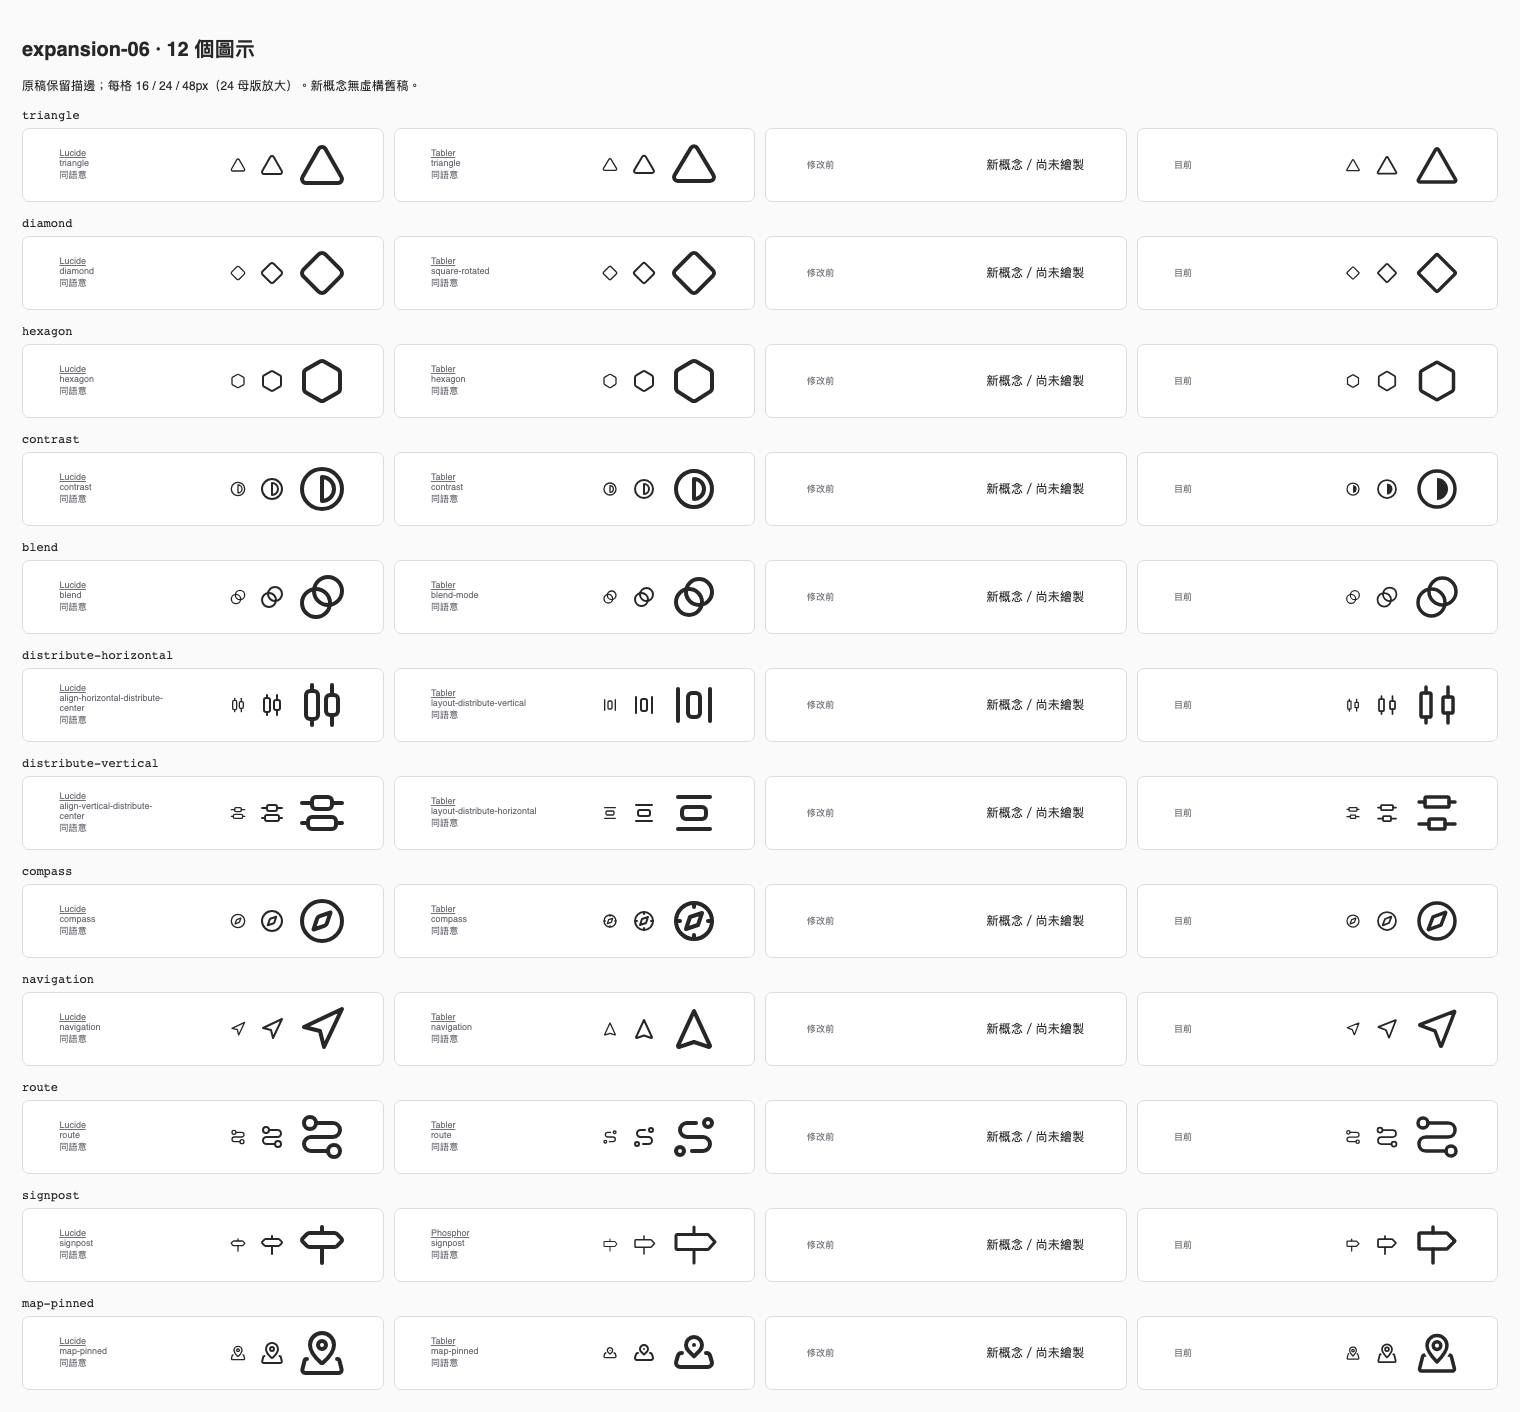 expansion-06 · 12 個圖示
原稿保留描邊；每格 16 / 24 / 48px（24 母版放大）。新概念無虛構舊稿。
triangle
Lucide
triangle
同語意
Tabler
triangle
同語意
修改前
新概念 / 尚未繪製
目前
diamond
Lucide
diamond
同語意
Tabler
square-rotated
同語意
修改前
新概念 / 尚未繪製
目前
hexagon
Lucide
hexagon
同語意
Tabler
hexagon
同語意
修改前
新概念 / 尚未繪製
目前
contrast
Lucide
contrast
同語意
Tabler
contrast
同語意
修改前
新概念 / 尚未繪製
目前
blend
Lucide
blend
同語意
Tabler
blend-mode
同語意
修改前
新概念 / 尚未繪製
目前
distribute-horizontal
Lucide
align-horizontal-distribute-
center
同語意
Tabler
layout-distribute-vertical
同語意
修改前
新概念 / 尚未繪製
目前
distribute-vertical
Lucide
align-vertical-distribute-
center
同語意
Tabler
layout-distribute-horizontal
同語意
修改前
新概念 / 尚未繪製
目前
compass
Lucide
compass
同語意
Tabler
compass
同語意
修改前
新概念 / 尚未繪製
目前
navigation
Lucide
navigation
同語意
Tabler
navigation
同語意
修改前
新概念 / 尚未繪製
目前
route
Lucide
route
同語意
Tabler
route
同語意
修改前
新概念 / 尚未繪製
目前
signpost
Lucide
signpost
同語意
Phosphor
signpost
同語意
修改前
新概念 / 尚未繪製
目前
map-pinned
Lucide
map-pinned
同語意
Tabler
map-pinned
同語意
修改前
新概念 / 尚未繪製
目前